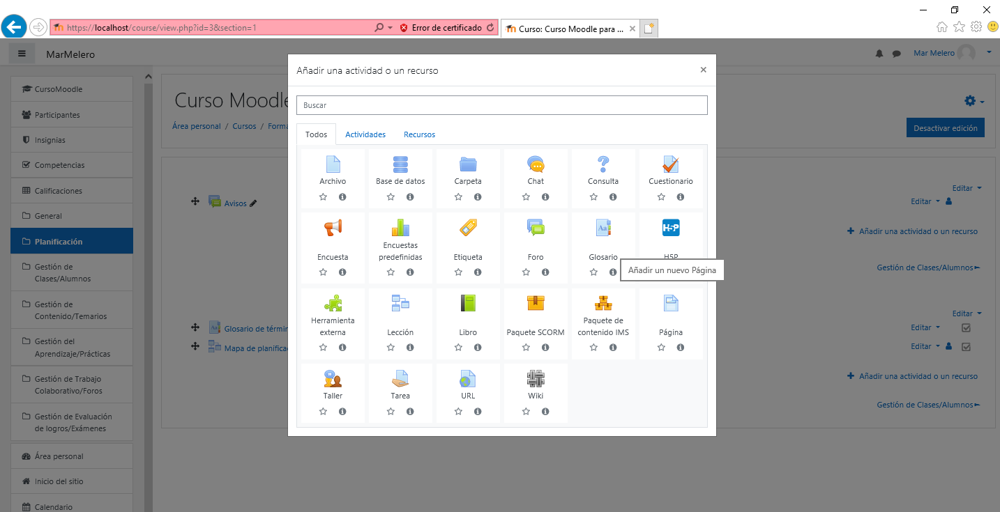 https://localhost/course/view.php?id=3&section=1
Error de certificado
Curso: Curso Moodle para ...
MarMelero
Mar Melero
CursoMoodle
Participantes
Insignias
Competencias
Calificaciones
General
Planificación
Gestión de
Clases/Alumnos
Gestión de
Contenido/Temarios
Gestión del
Aprendizaje/Prácticas
Gestión de Trabajo
Colaborativo/Foros
Gestión de Evaluación
de logros/Exámenes
Área personal
Inicio del sitio
Calendario
Curso Moodle
Área personal / Cursos / Forma
Desactivar edición
Avisos
Editar
Editar
Añadir una actividad o un recurso
Gestión de Clases/Alumnos
Editar
Glosario de términ
Editar
Mapa de planifica
Editar
Añadir una actividad o un recurso
Gestión de Clases/Alumnos
Añadir una actividad o un recurso
Buscar
Todos Actividades Recursos
Archivo Base de datos Carpeta Chat Consulta Cuestionario
Encuesta
Encuestas
predefinidas
Etiqueta Foro Glosario H5P
Añadir un nuevo Página
Herramienta
externa
Lección Libro Paquete SCORM
Paquete de
contenido IMS
Página
Taller Tarea URL Wiki